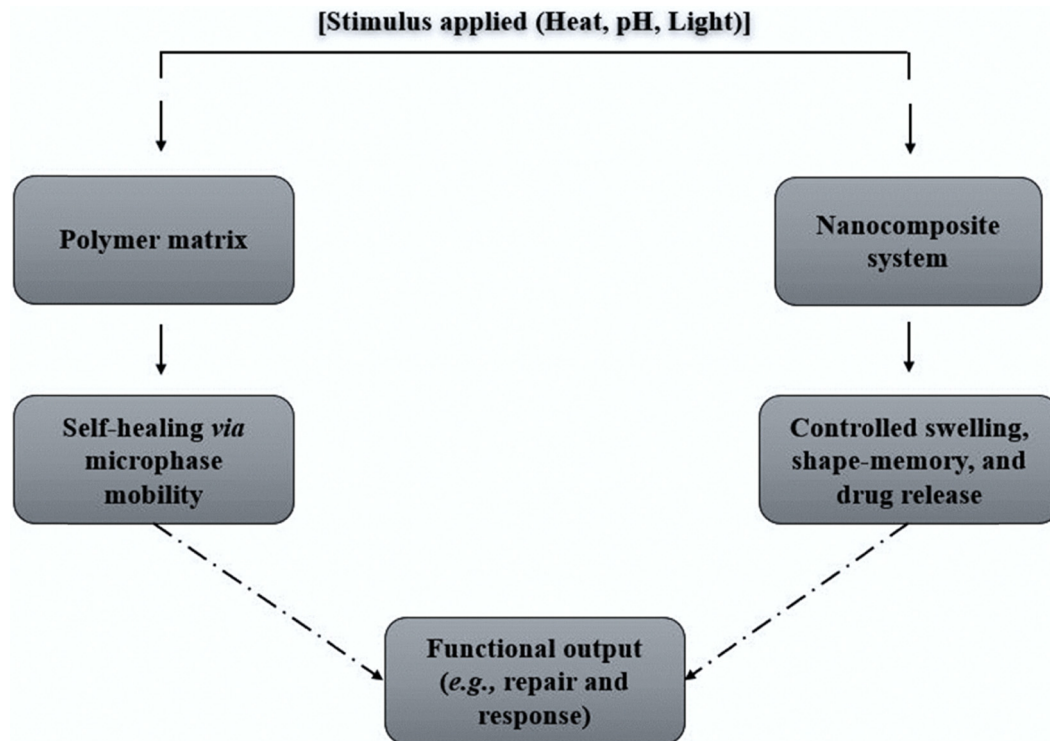 [Stimulus applied (Heat, pH, Light)]
Polymer matrix
Nanocomposite
system
Self-healing via
microphase
mobility
Controlled swelling,
shape-memory, and
drug release
Functional output
(e.g., repair and
response)